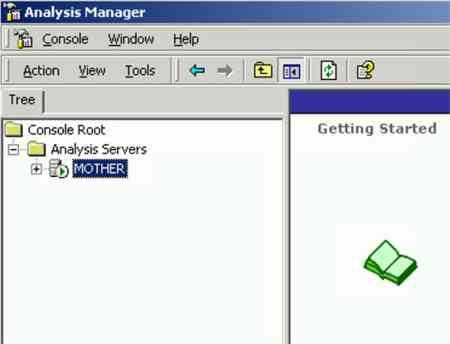 Analysis Manager
Console Window Help
Action View Tools
Tree
Console Root
Getting Started
Analysis Servers
MOTHER